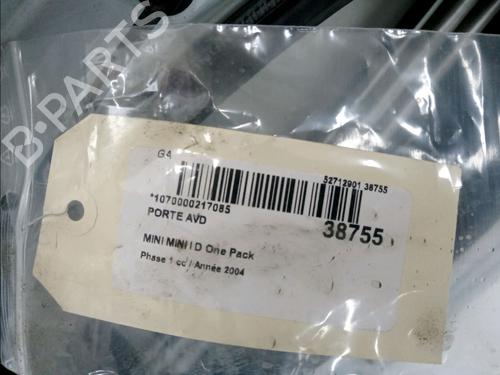 B-PARTS
G4
52712901 38755
*1070000217085
PORTE AVD
38755
MINI MINI I D One Pack
Phase 1 cc / Année 2004